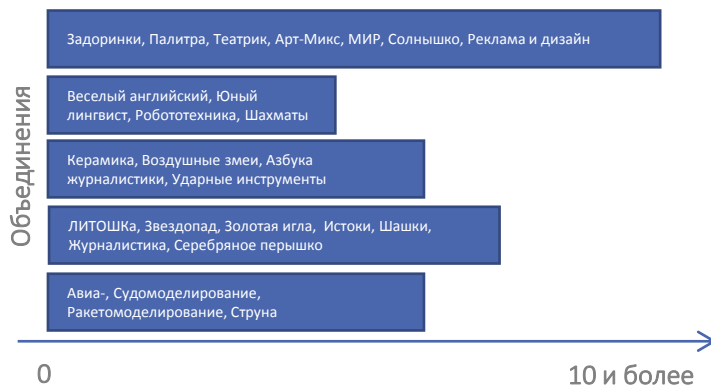 Объединения
Задоринки, Палитра, Театрик, Арт-Микс, МИР, Солнышко, Реклама и дизайн
Веселый английский, Юный
лингвист, Робототехника, Шахматы
Керамика, Воздушные змеи, Азбука
журналистики, Ударные инструменты
ЛИТОШКа, Звездопад, Золотая игла, Истоки, Шашки,
Журналистика, Серебряное перышко
Авиа-, Судомоделирование,
Ракетомоделирование, Струна
0
10 и более